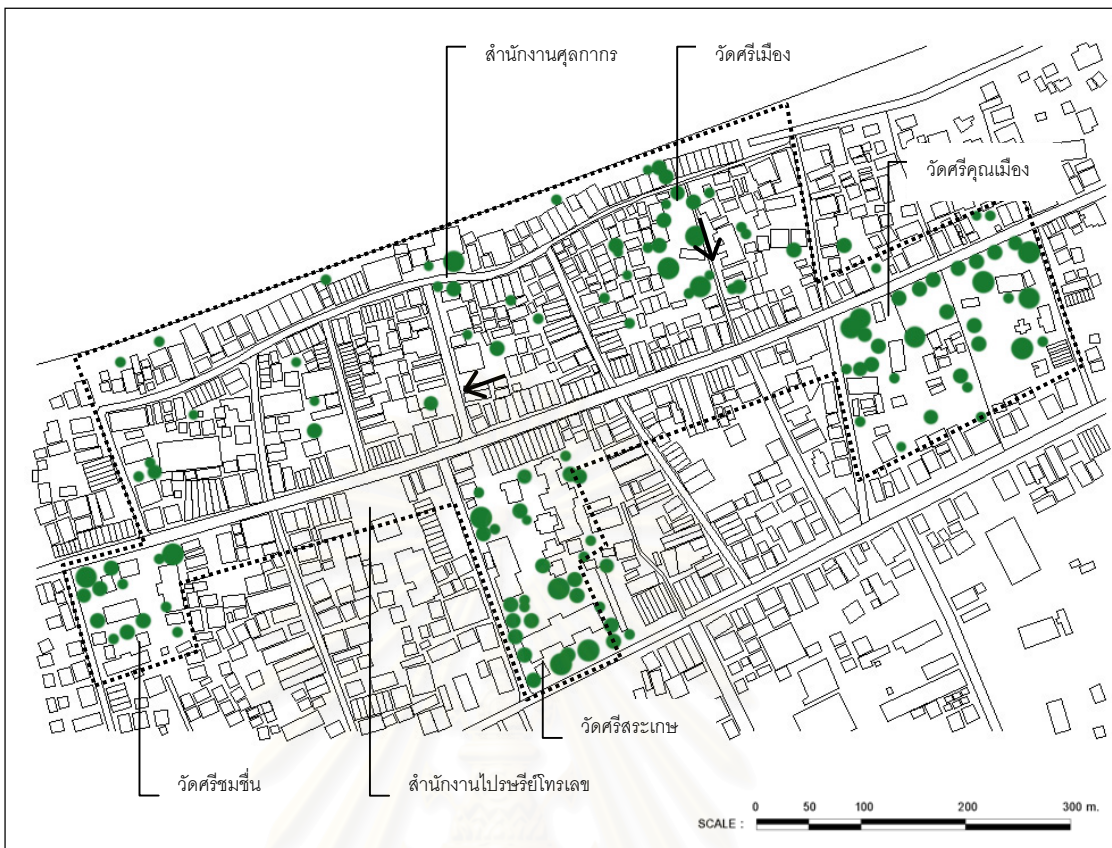 สำนักงานศุลกากร
วัดศรีเมือง
วัดศรีคุณเมือง
วัดศรีสระเกษ
วัดศรีชมชื่น
สำนักงานไปรษรีย์โทรเลข
0 50 100 200 300 m.
SCALE :